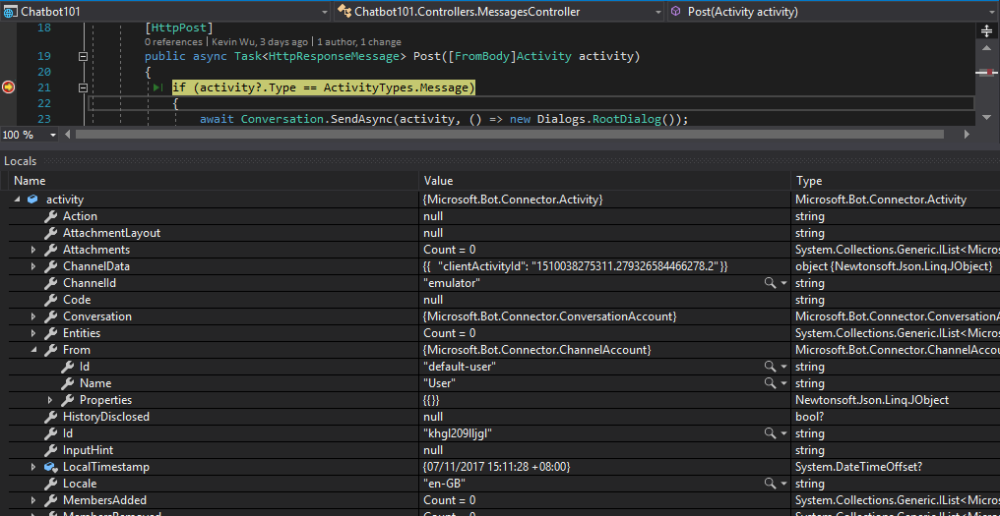 Chatbot101 Chatbot101.Controllers.MessagesController Post(Activity activity)
18 [HttpPost]
0 references | Kevin Wu, 3 days ago | 1 author, 1 change
19 public async Task<HttpResponseMessage> Post([FromBody]Activity activity)
20 {
21 if (activity?.Type == ActivityTypes.Message)
22 {
23 await Conversation.SendAsync(activity, () => new Dialogs.RootDialog());
100 %
Locals
Name Value Type
activity {Microsoft.Bot.Connector.Activity} Microsoft.Bot.Connector.Activity
Action null string
AttachmentLayout null string
Attachments Count = 0 System.Collections.Generic.IList<Micros
ChannelData {{ "clientActivityId": "1510038275311.279326584466278.2"}} object {Newtonsoft.Json.Linq.JObject}
ChannelId "emulator" string
Code null string
Conversation {Microsoft.Bot.Connector.ConversationAccount} Microsoft.Bot.Connector.ConversationA
Entities Count = 0 System.Collections.Generic.IList<Micros
From {Microsoft.Bot.Connector.ChannelAccount} Microsoft.Bot.Connector.ChannelAccou
Id "default-user" string
Name "User" string
Properties {{}} Newtonsoft.Json.Linq.JObject
HistoryDisclosed null bool?
Id "khgl209lljgl" string
InputHint null string
LocalTimestamp {07/11/2017 15:11:28 +08:00} System.DateTimeOffset?
Locale "en-GB" string
MembersAdded Count = 0 System.Collections.Generic.IList<Micros
MembersRemoved Count = 0 System.Collections.Generic.IList<Micros